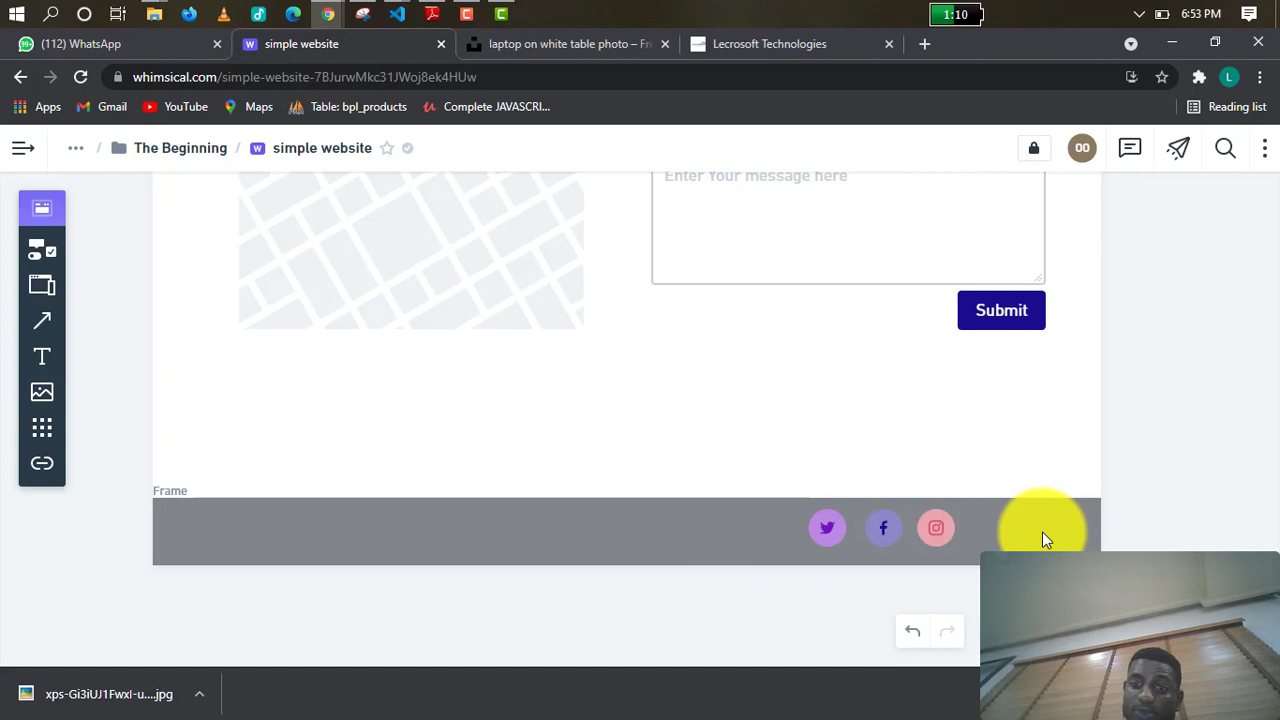 1:10
6:53 PM
(112) WhatsApp
simple website
laptop on white table photo – Fr
Lecrosoft Technologies
whimsical.com/simple-website-7BJurwMkc31JWoj8ek4HUw
L
Apps
Gmail
YouTube
Maps
Table: bpl_products
Complete JAVASCRI...
Reading list
The Beginning
/
simple website
OO
Enter Your message here
Submit
Frame
xps-Gi3iUJ1FwxI-u....jpg